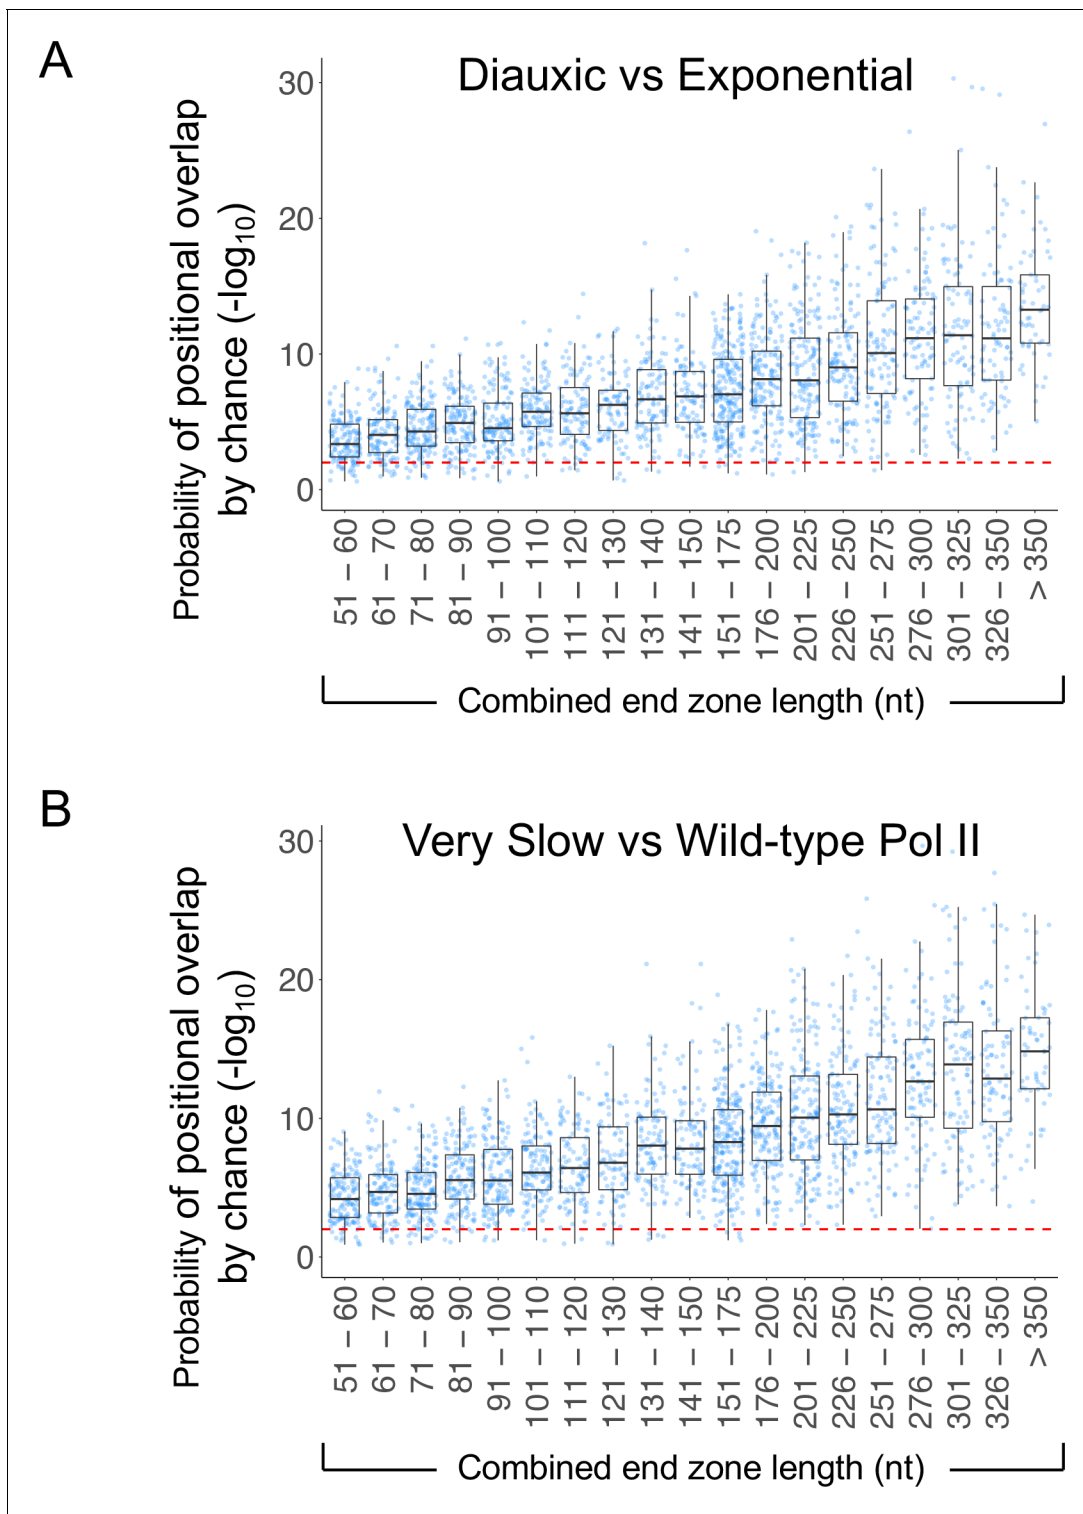 A
Diauxic vs Exponential
Probability of positional overlap
by chance (-log10)
30
20
10
0
51 – 60
61 – 70
71 – 80
81 – 90
91 – 100
101 – 110
111 – 120
121 – 130
131 – 140
141 – 150
151 – 175
176 – 200
201 – 225
226 – 250
251 – 275
276 – 300
301 – 325
326 – 350
> 350
Combined end zone length (nt)
B
Very Slow vs Wild-type Pol II
Probability of positional overlap
by chance (-log10)
30
20
10
0
51 – 60
61 – 70
71 – 80
81 – 90
91 – 100
101 – 110
111 – 120
121 – 130
131 – 140
141 – 150
151 – 175
176 – 200
201 – 225
226 – 250
251 – 275
276 – 300
301 – 325
326 – 350
> 350
Combined end zone length (nt)